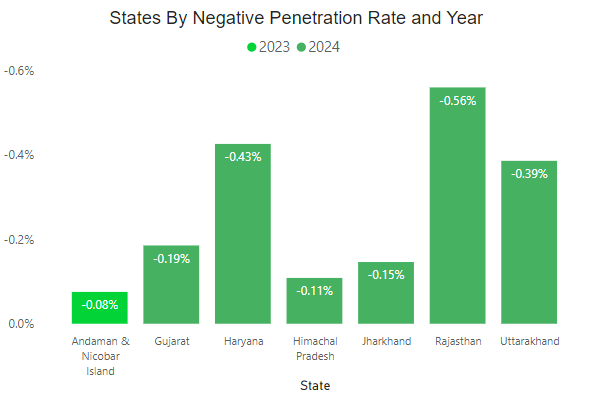 States By Negative Penetration Rate and Year
2023 2024
-0.6%
-0.4%
-0.2%
0.0%
-0.08%
-0.19%
-0.43%
-0.11%
-0.15%
-0.56%
-0.39%
Andaman &
Nicobar
Island
Gujarat
Haryana
Himachal
Pradesh
Jharkhand
Rajasthan
Uttarakhand
State